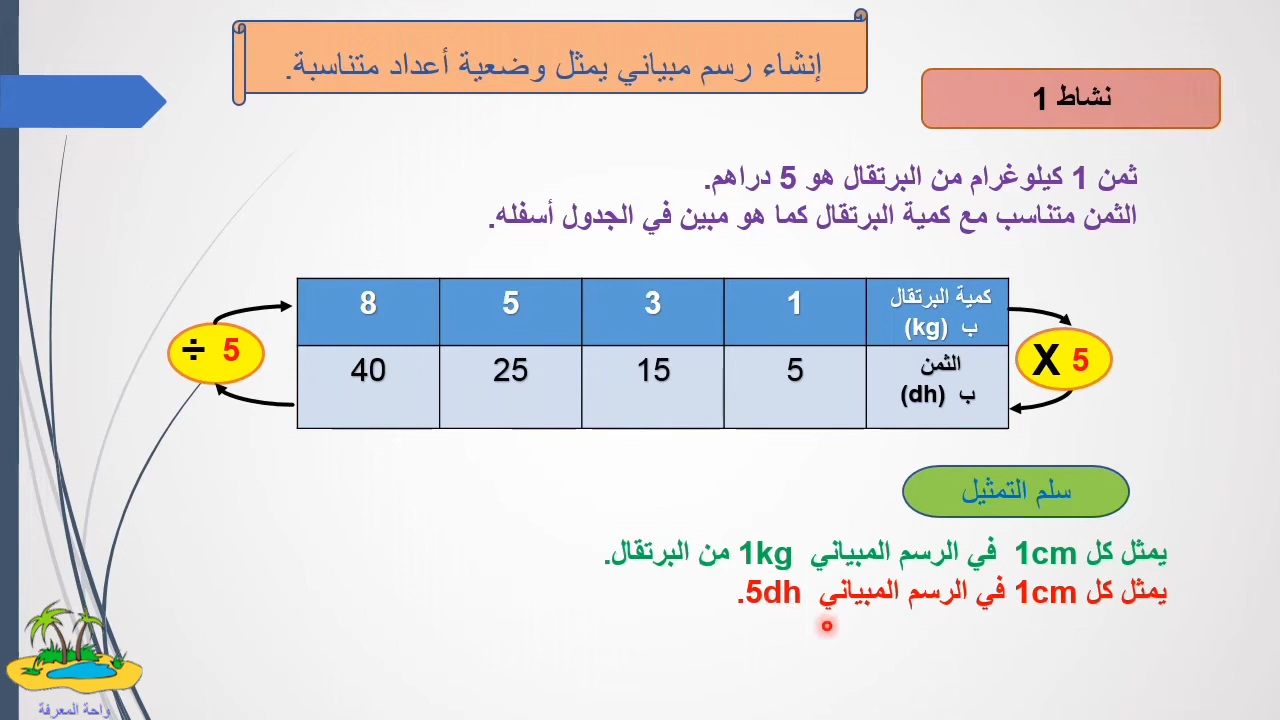 إنشاء رسم مبياني يمثل وضعية أعداد متناسبة.
نشاط 1
ثمن 1 كيلوغرام من البرتقال هو 5 دراهم.
الثمن متناسب مع كمية البرتقال كما هو مبين في الجدول أسفله.
كمية البرتقال
ب (kg)
1
3
5
8
الثمن
ب (dh)
5
15
25
40
X 5
÷ 5
سلم التمثيل
يمثل كل 1cm في الرسم المبياني 1kg من البرتقال.
يمثل كل 1cm في الرسم المبياني 5dh.
واحة المعرفة